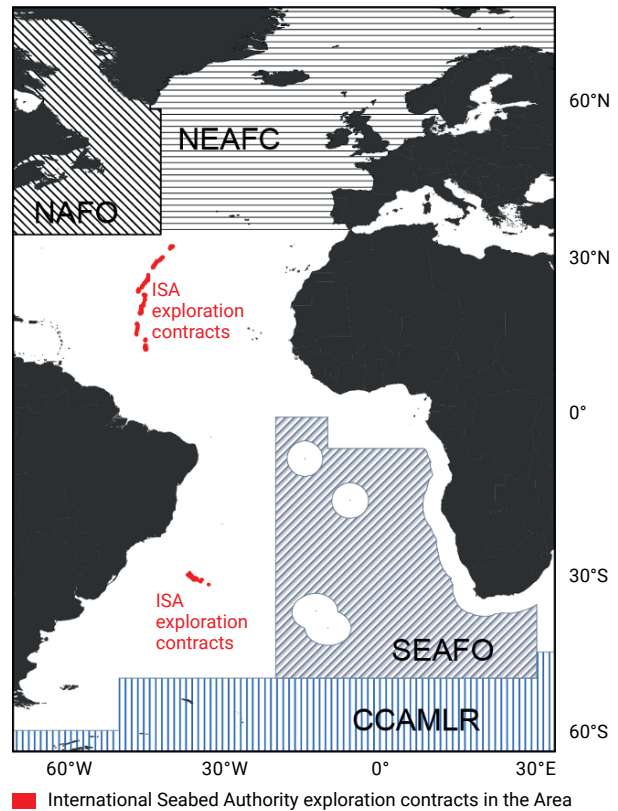 60°N
NEAFC
NAFO
30°N
ISA
exploration
contracts
0°
30°S
ISA
exploration
contracts
SEAFO
CCAMLR
60°S
60°W 30°W 0° 30°E
International Seabed Authority exploration contracts in the Area